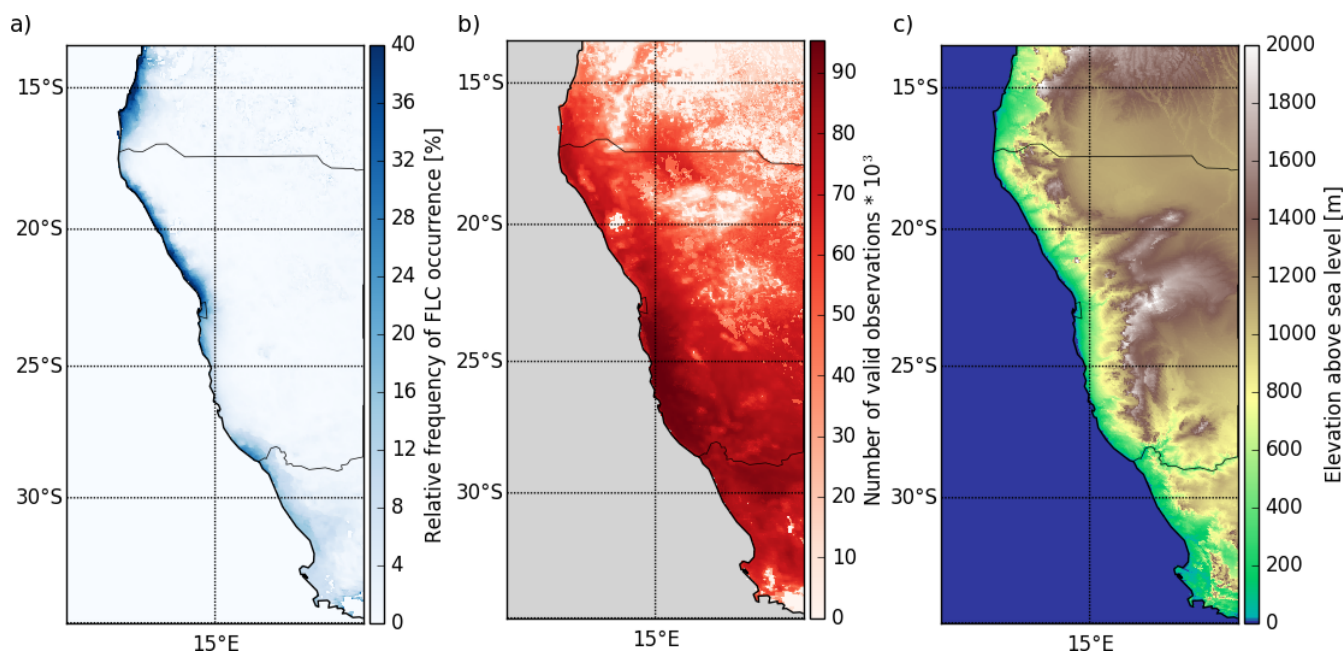 a)
15°S
20°S
25°S
30°S
15°E
40
36
32
28
24
20
16
12
8
4
0
Relative frequency of FLC occurrence [%]
b)
15°S
20°S
25°S
30°S
15°E
90
80
70
60
50
40
30
20
10
0
Number of valid observations * 10³
c)
15°S
20°S
25°S
30°S
15°E
2000
1800
1600
1400
1200
1000
800
600
400
200
0
Elevation above sea level [m]